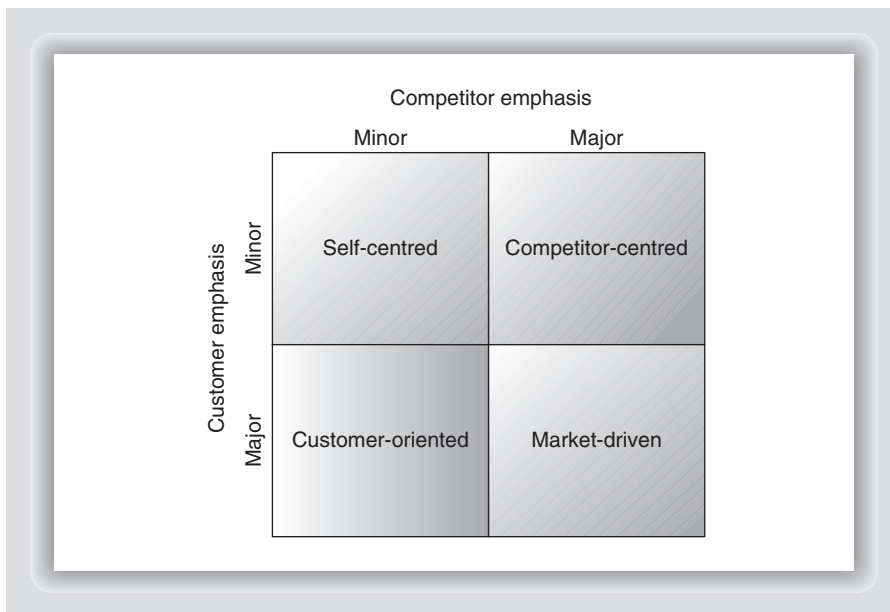 Competitor emphasis
Minor
Major
Customer emphasis
Minor
Self-centred
Competitor-centred
Major
Customer-oriented
Market-driven